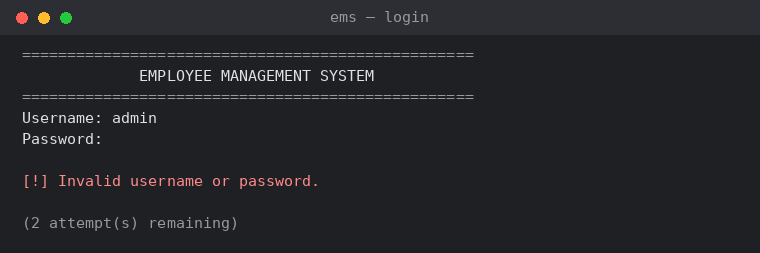 ems — login
==================================================
EMPLOYEE MANAGEMENT SYSTEM
==================================================
Username: admin
Password:
[!] Invalid username or password.
(2 attempt(s) remaining)